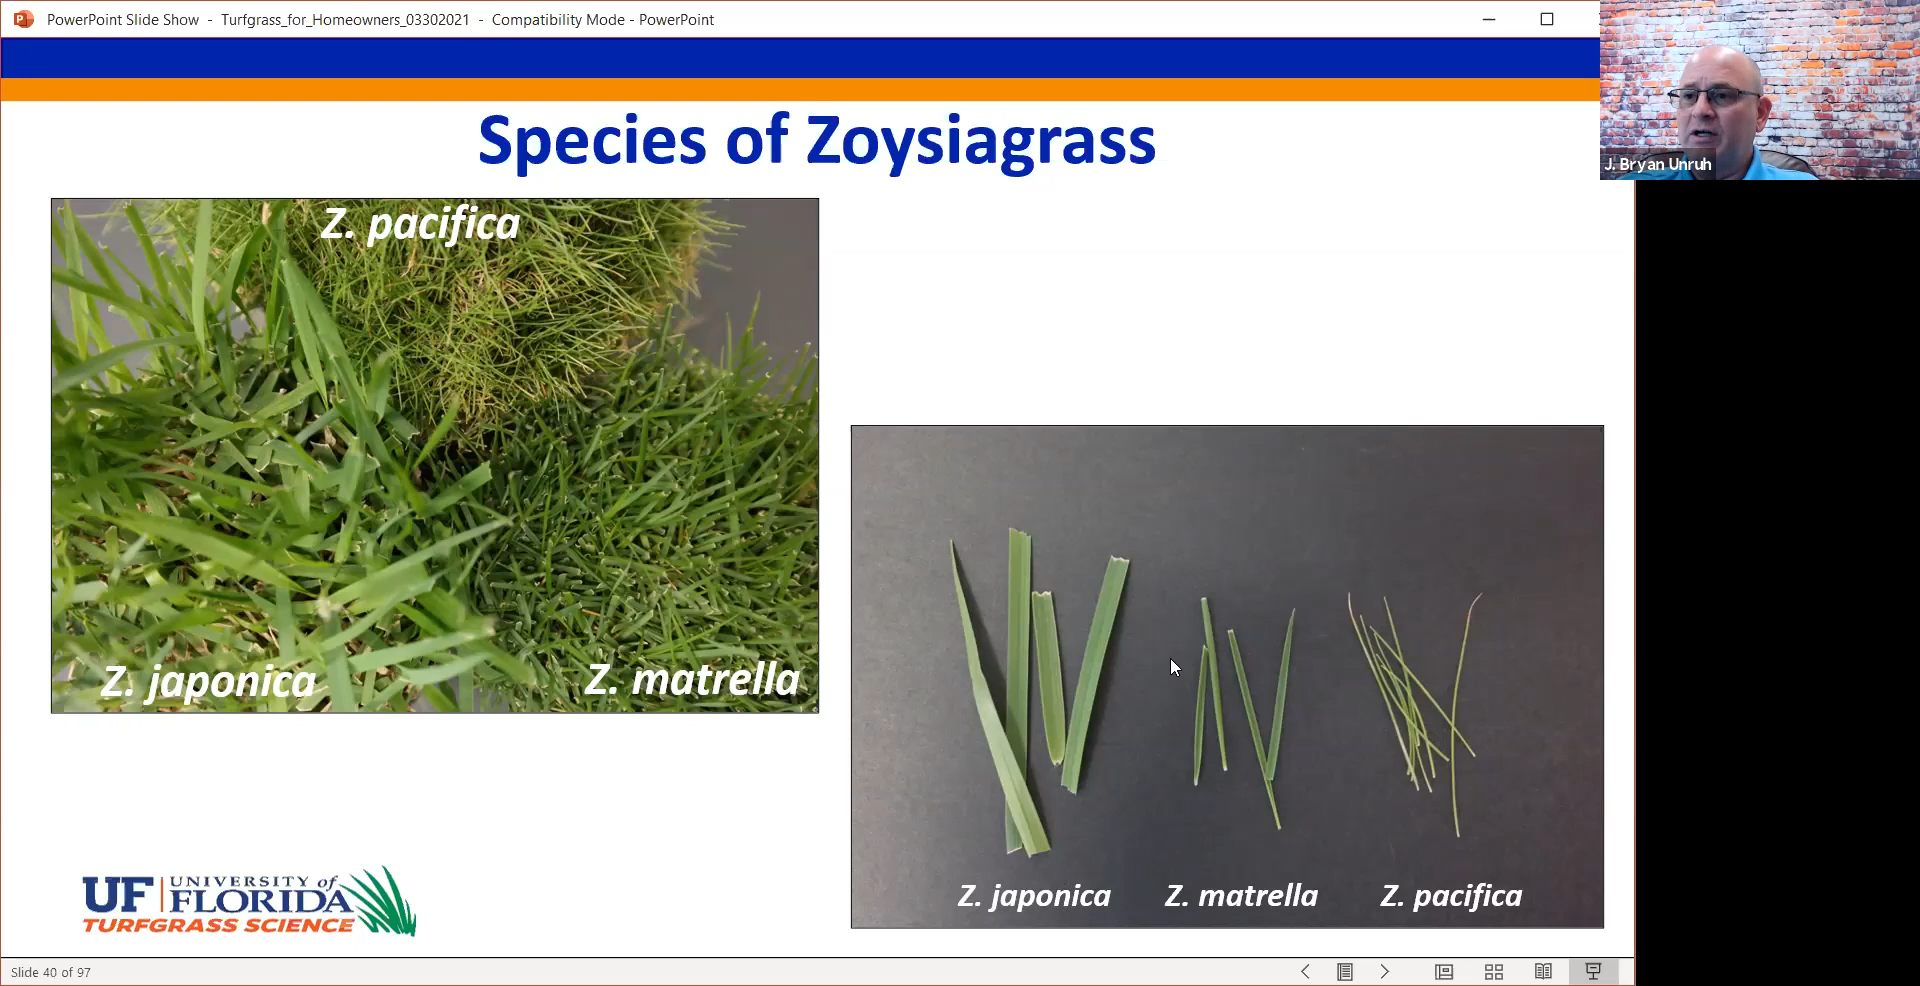 PowerPoint Slide Show - Turfgrass_for_Homeowners_03302021 - Compatibility Mode - PowerPoint
J. Bryan Unruh
Species of Zoysiagrass
Z. pacifica
Z. japonica
Z. matrella
Z. japonica
Z. matrella
Z. pacifica
UF UNIVERSITY of
FLORIDA
TURFGRASS SCIENCE
Slide 40 of 97